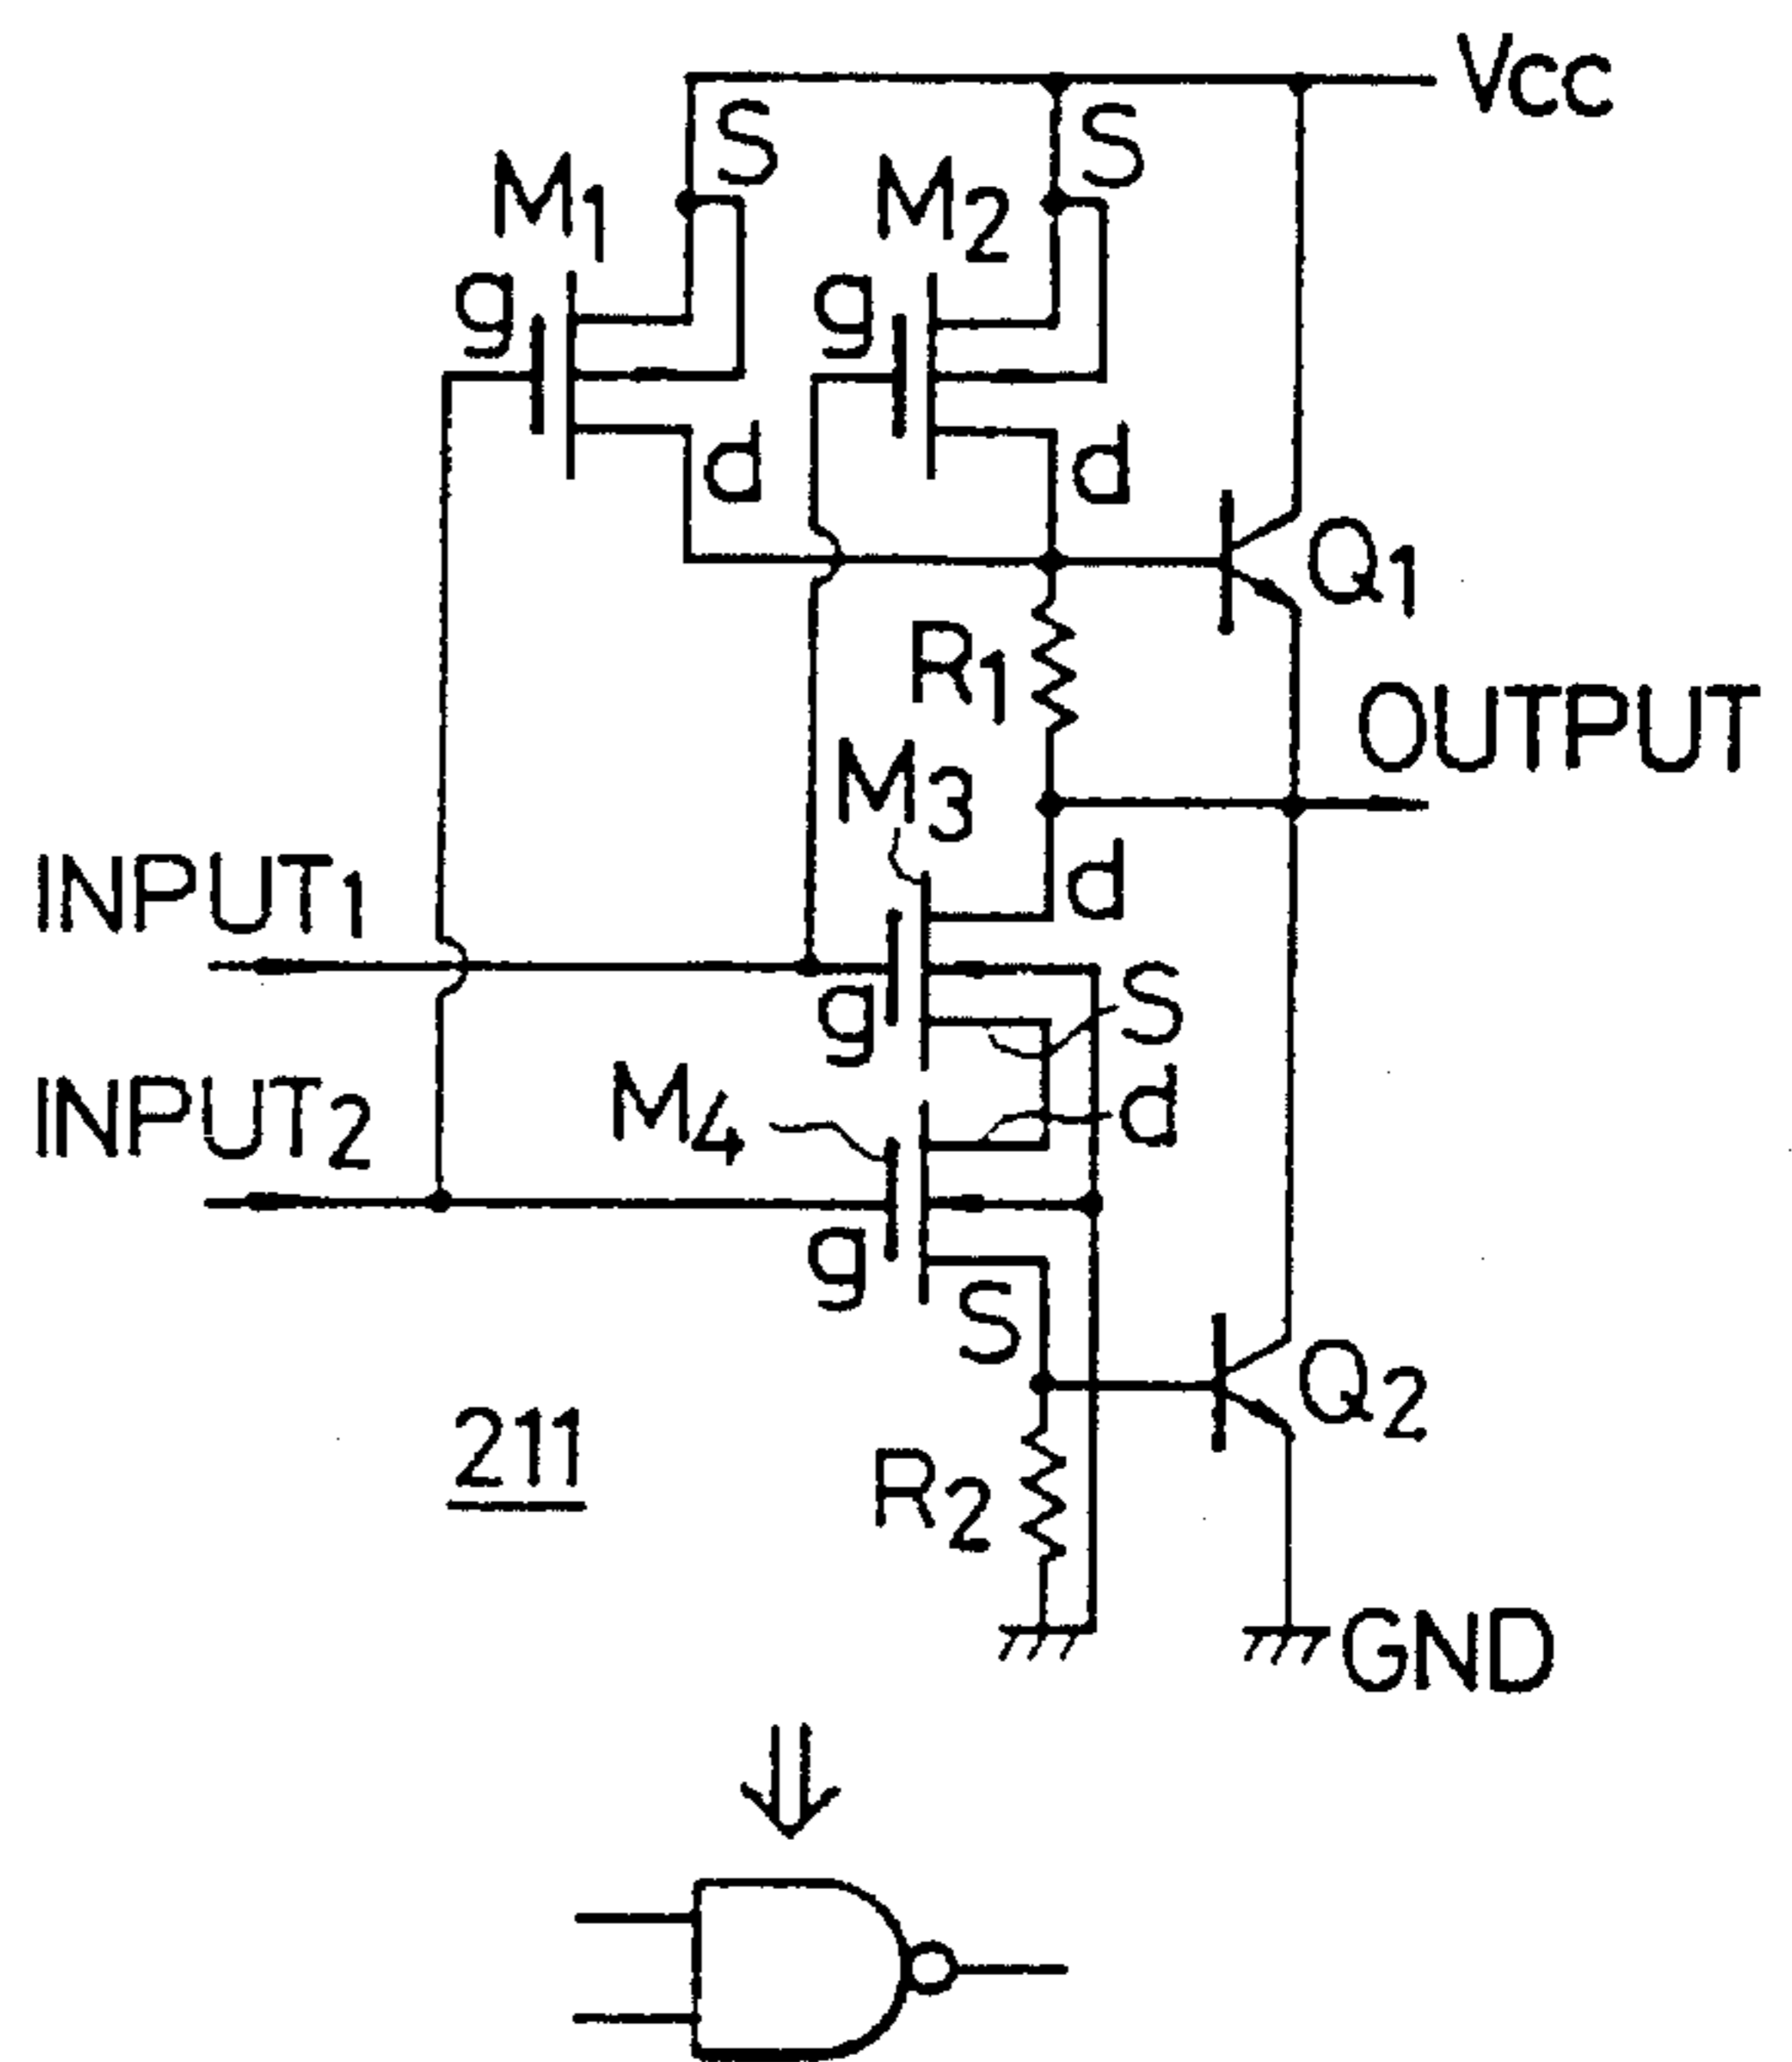 VCC
S
S
M1
M2
g
g
d
d
Q1
R1
OUTPUT
M3
INPUT1
d
g
S
INPUT2
M4
d
g
S
Q2
211
R2
GND